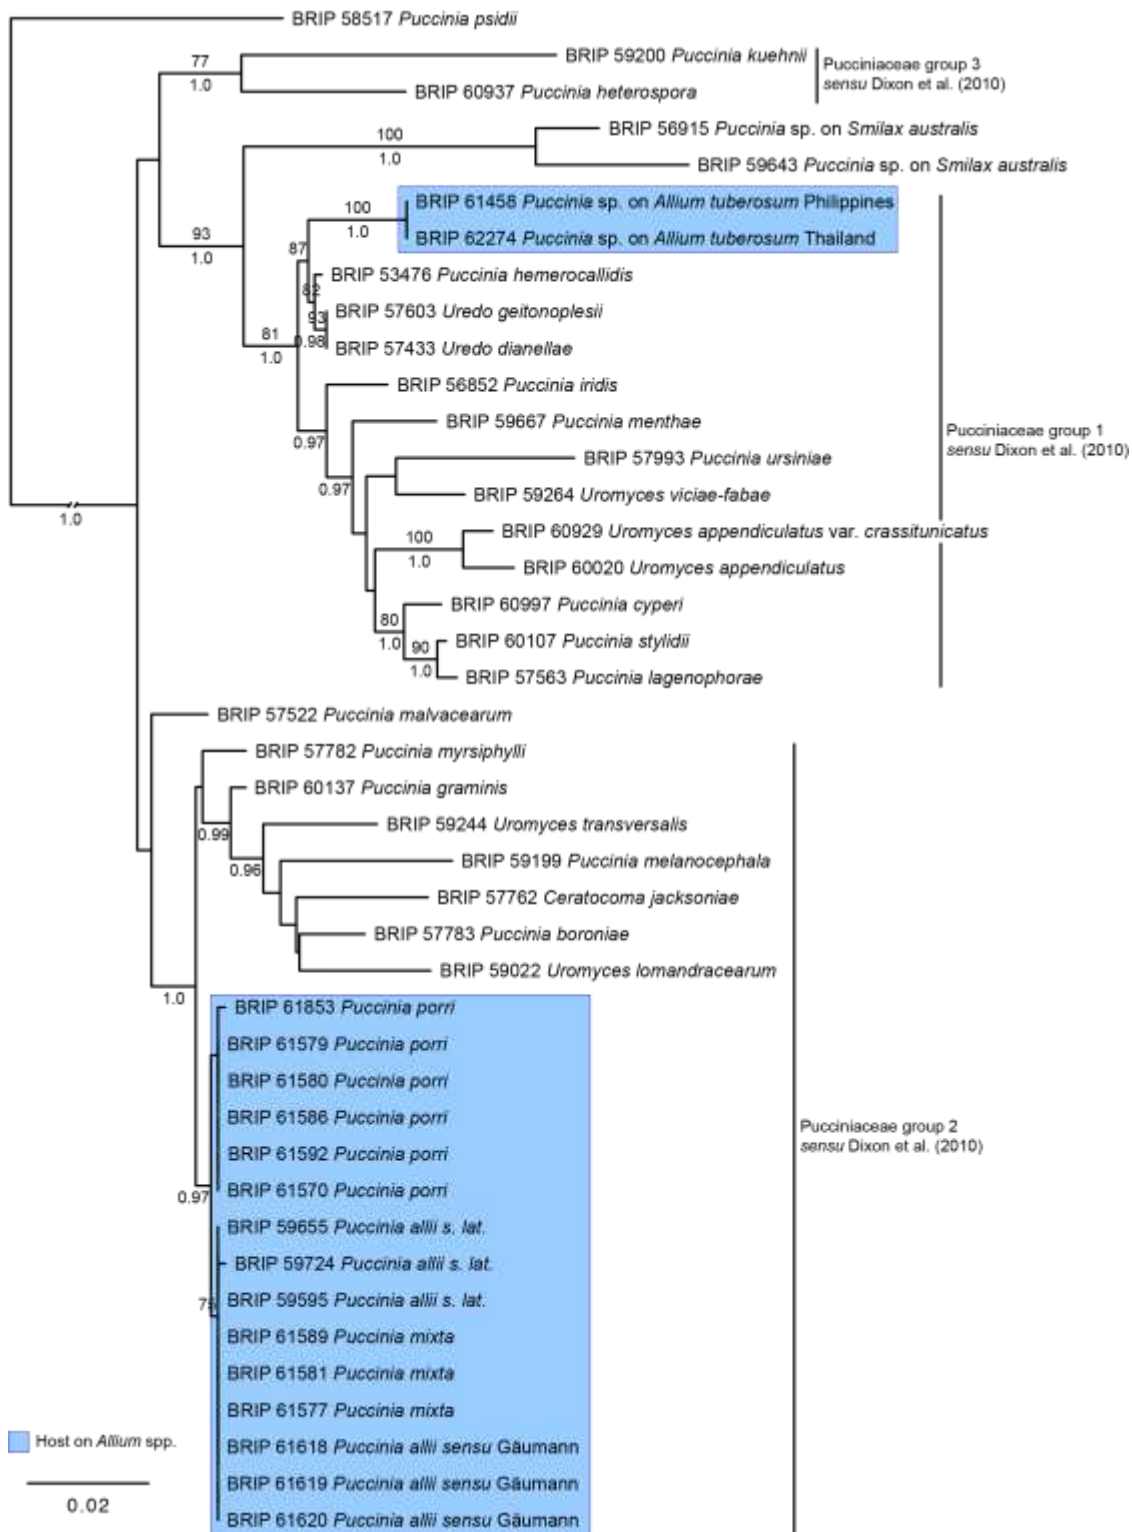 BRIP 58517 Puccinia psidii
BRIP 59200 Puccinia kuehnii
77
1.0
BRIP 60937 Puccinia heterospora
Pucciniaceae group 3
sensu Dixon et al. (2010)
BRIP 56915 Puccinia sp. on Smilax australis
100
1.0
BRIP 59643 Puccinia sp. on Smilax australis
BRIP 61458 Puccinia sp. on Allium tuberosum Philippines
100
1.0
BRIP 62274 Puccinia sp. on Allium tuberosum Thailand
93
1.0
87
BRIP 53476 Puccinia hemerocallidis
82
BRIP 57603 Uredo geitonoplesii
93
0.98
BRIP 57433 Uredo dianellae
81
1.0
BRIP 56852 Puccinia iridis
BRIP 59667 Puccinia menthae
0.97
Pucciniaceae group 1
sensu Dixon et al. (2010)
BRIP 57993 Puccinia ursiniae
0.97
BRIP 59264 Uromyces viciae-fabae
1.0
BRIP 60929 Uromyces appendiculatus var. crassitunicatus
100
1.0
BRIP 60020 Uromyces appendiculatus
BRIP 60997 Puccinia cyperi
80
1.0
BRIP 60107 Puccinia stylidii
90
1.0
BRIP 57563 Puccinia lagenophorae
BRIP 57522 Puccinia malvacearum
BRIP 57782 Puccinia myrsiphylli
BRIP 60137 Puccinia graminis
0.99
BRIP 59244 Uromyces transversalis
0.96
BRIP 59199 Puccinia melanocephala
BRIP 57762 Ceratocoma jacksoniae
BRIP 57783 Puccinia boroniae
BRIP 59022 Uromyces lomandracearum
1.0
BRIP 61853 Puccinia porri
BRIP 61579 Puccinia porri
BRIP 61580 Puccinia porri
BRIP 61586 Puccinia porri
Pucciniaceae group 2
sensu Dixon et al. (2010)
BRIP 61592 Puccinia porri
BRIP 61570 Puccinia porri
0.97
BRIP 59655 Puccinia allii s. lat.
BRIP 59724 Puccinia allii s. lat.
BRIP 59595 Puccinia allii s. lat.
BRIP 61589 Puccinia mixta
BRIP 61581 Puccinia mixta
BRIP 61577 Puccinia mixta
BRIP 61618 Puccinia allii sensu Gäumann
BRIP 61619 Puccinia allii sensu Gäumann
BRIP 61620 Puccinia allii sensu Gäumann
Host on Allium spp.
0.02